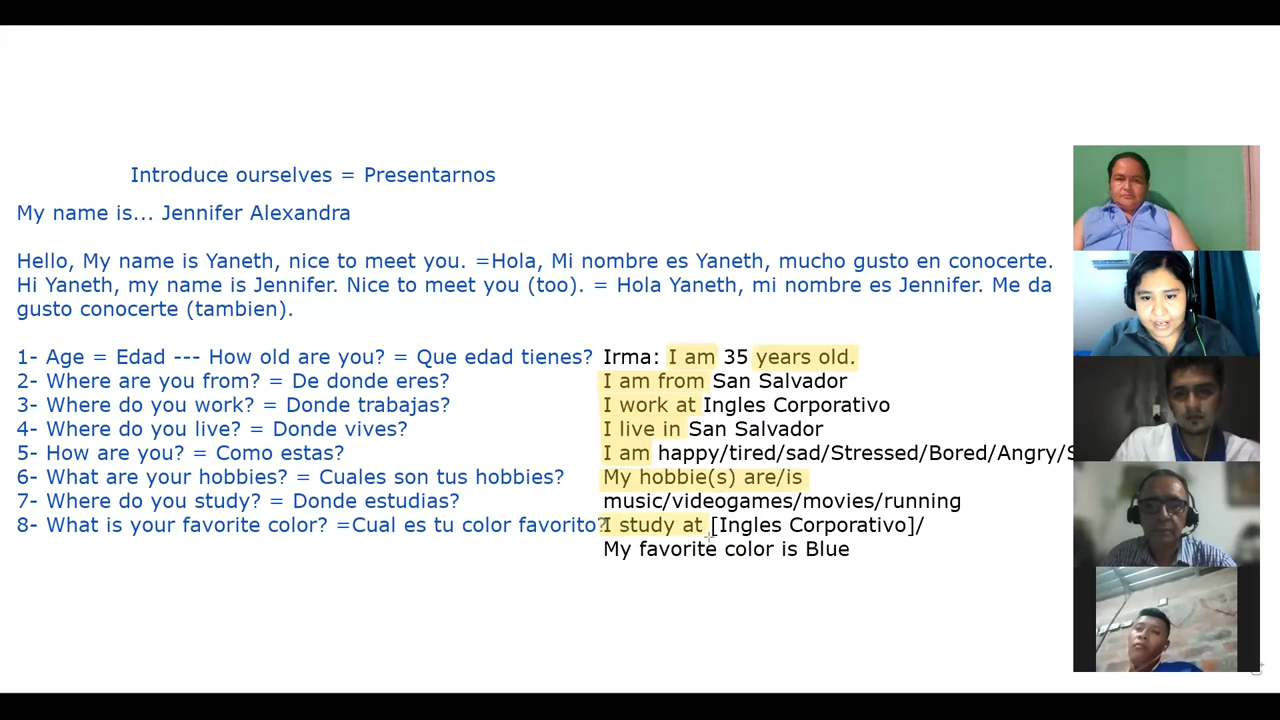 Introduce ourselves = Presentarnos
My name is... Jennifer Alexandra
Hello, My name is Yaneth, nice to meet you. =Hola, Mi nombre es Yaneth, mucho gusto en conocerte.
Hi Yaneth, my name is Jennifer. Nice to meet you (too). = Hola Yaneth, mi nombre es Jennifer. Me da
gusto conocerte (tambien).
1- Age = Edad --- How old are you? = Que edad tienes? Irma: I am 35 years old.
2- Where are you from? = De donde eres? I am from San Salvador
3- Where do you work? = Donde trabajas? I work at Ingles Corporativo
4- Where do you live? = Donde vives? I live in San Salvador
5- How are you? = Como estas? I am happy/tired/sad/Stressed/Bored/Angry/S
6- What are your hobbies? = Cuales son tus hobbies? My hobbie(s) are/is
7- Where do you study? = Donde estudias? music/videogames/movies/running
8- What is your favorite color? =Cual es tu color favorito? I study at [Ingles Corporativo]/
My favorite color is Blue